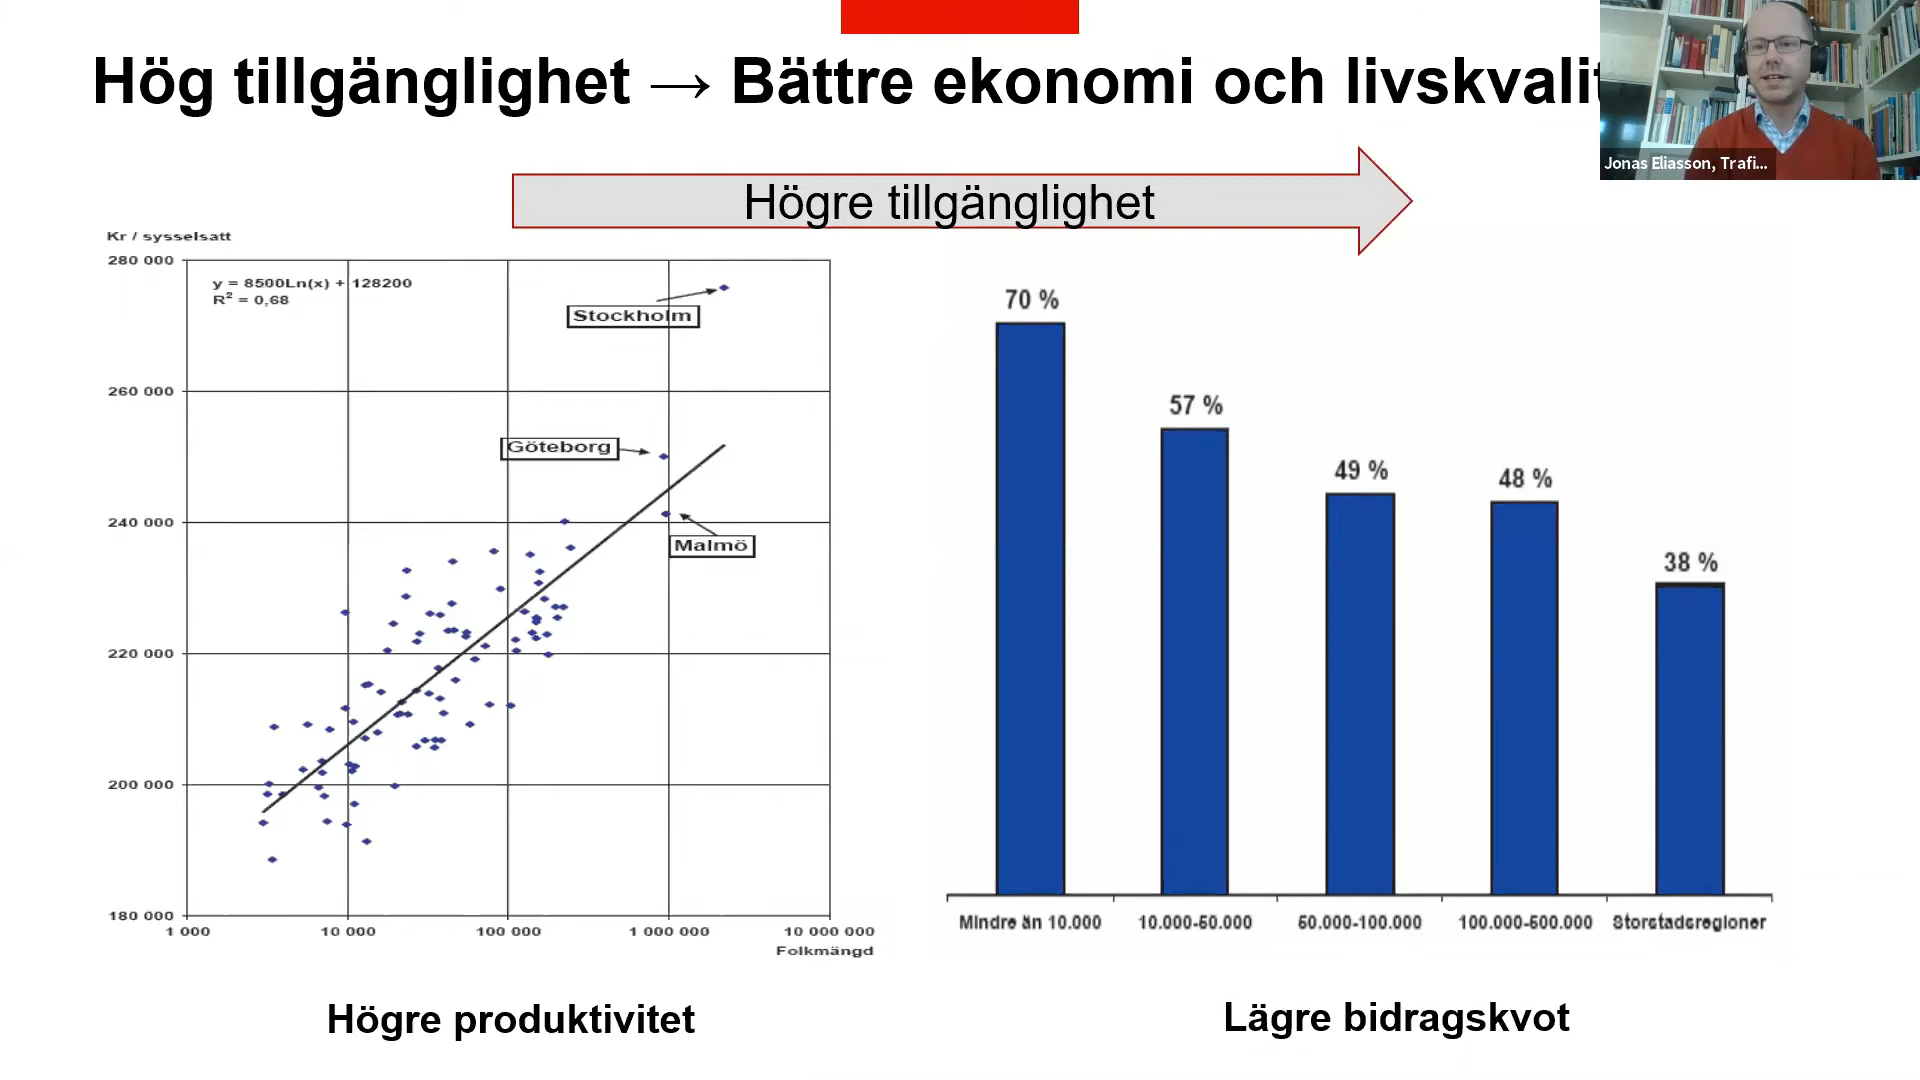 Hög tillgänglighet → Bättre ekonomi och livskvalit
Jonas Eliasson, Trafi...
Högre tillgänglighet
Kr / sysselsatt
280 000
260 000
240 000
220 000
200 000
180 000
y = 8500Ln(x) + 128200
R² = 0,68
Stockholm
Göteborg
Malmö
1 000
10 000
100 000
1 000 000
10 000 000
Folkmängd
70 %
57 %
49 %
48 %
38 %
Mindre än 10.000
10.000-50.000
50.000-100.000
100.000-500.000
Storstadsregioner
Högre produktivitet
Lägre bidragskvot